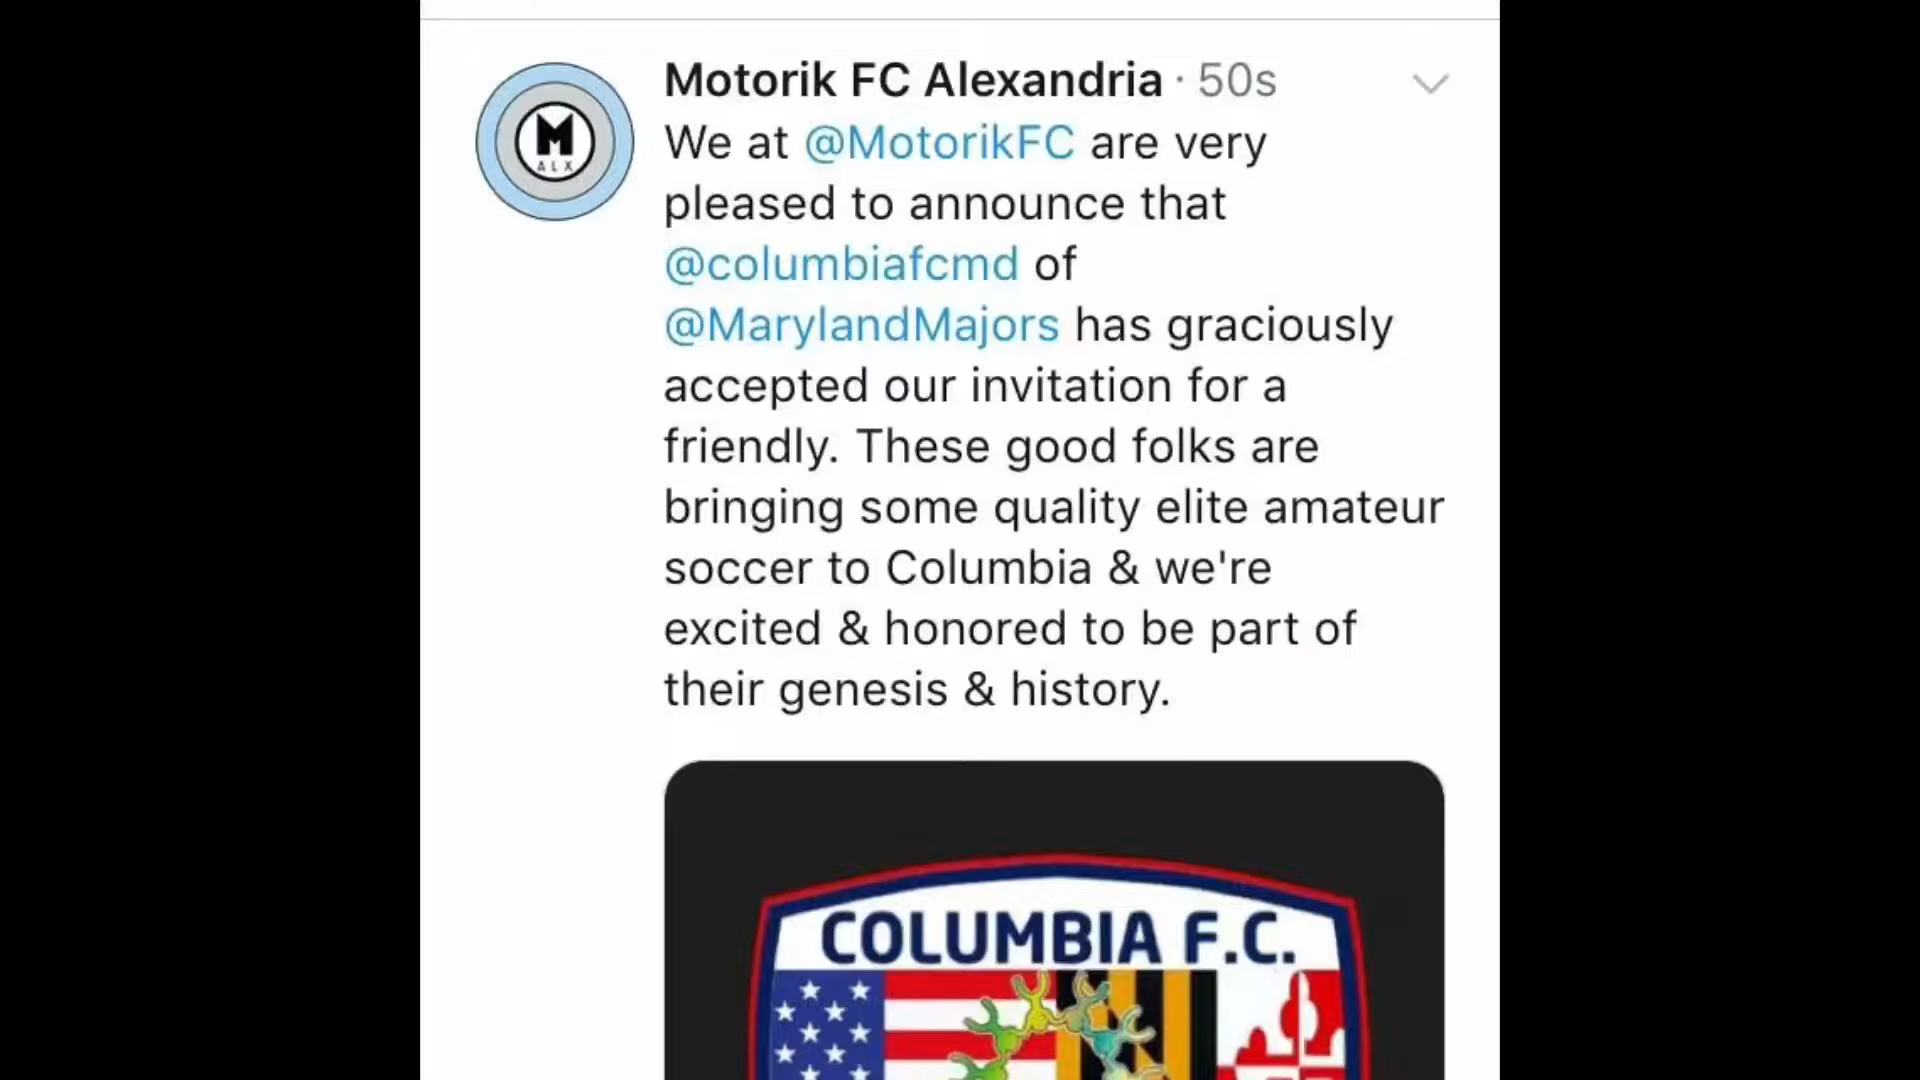 Motorik FC Alexandria · 50s
We at @MotorikFC are very
pleased to announce that
@columbiafcmd of
@MarylandMajors has graciously
accepted our invitation for a
friendly. These good folks are
bringing some quality elite amateur
soccer to Columbia & we're
excited & honored to be part of
their genesis & history.
M
ALX
COLUMBIA F.C.